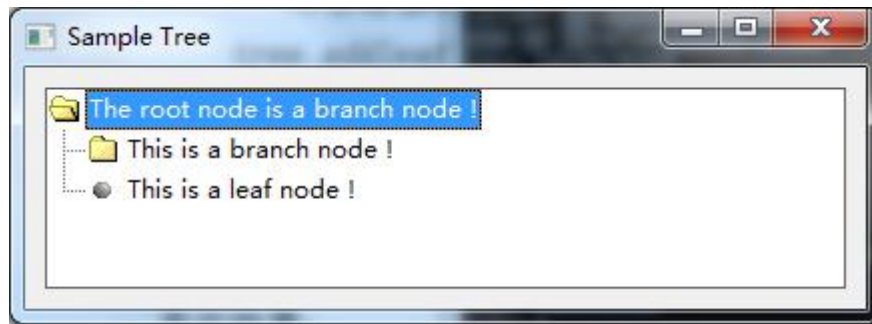 Sample Tree
The root node is a branch node !
This is a branch node !
This is a leaf node !